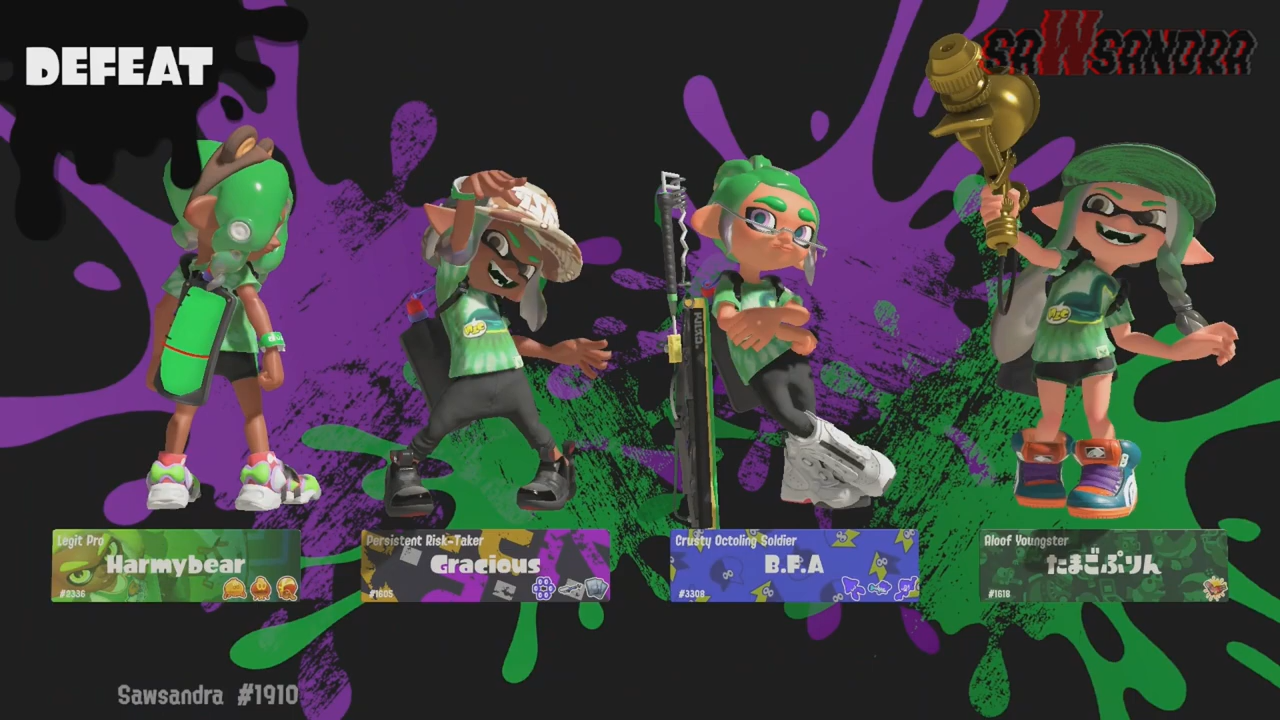 DEFEAT
SAWSANDRA
Legit Pro
Harmybear
Persistent Risk-Taker
Gracious
#1605
Crusty Octoling Soldier
B.F.A
#3308
Aloof Youngster
たまごぷりん
#1618
Sawsandra #1910